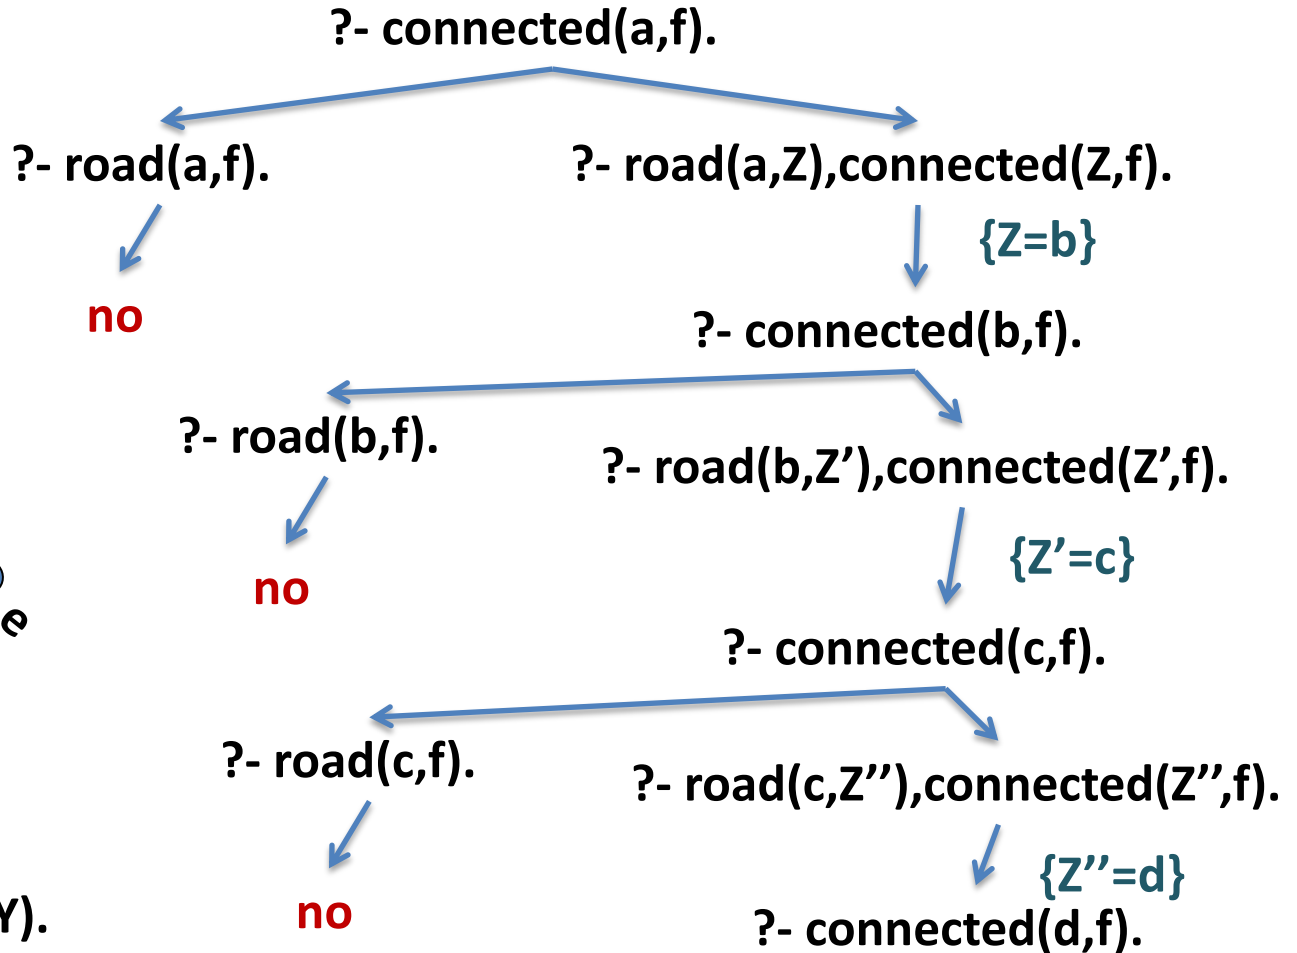 ?- connected(a,f).
?- road(a,f).
?- road(a,Z),connected(Z,f).
{Z=b}
no
?- connected(b,f).
?- road(b,f).
?- road(b,Z’),connected(Z’,f).
{Z’=c}
no
e
?- connected(c,f).
?- road(c,f).
?- road(c,Z’’),connected(Z’’,f).
{Z’’=d}
no
Y).
?- connected(d,f).